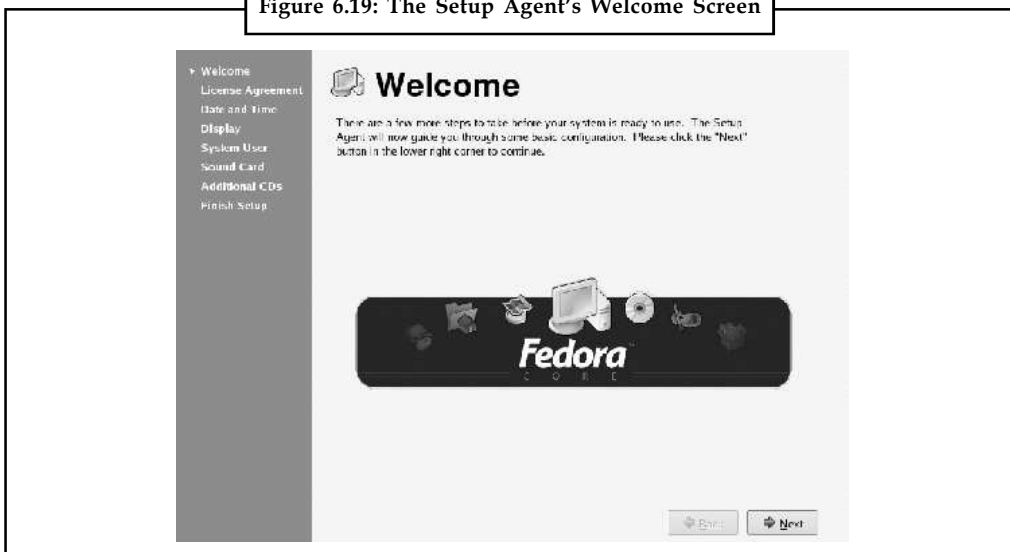 Figure 6.19: The Setup Agent's Welcome Screen
Welcome
License Agreement
Date and Time
Display
System User
Sound Card
Additional CDs
Finish Setup
Welcome
There are a few more steps to take before your system is ready to use. The Setup
Agent will now guide you through some basic configuration. Please click the "Next"
button in the lower right corner to continue.
Fedora
CORE
Back
Next